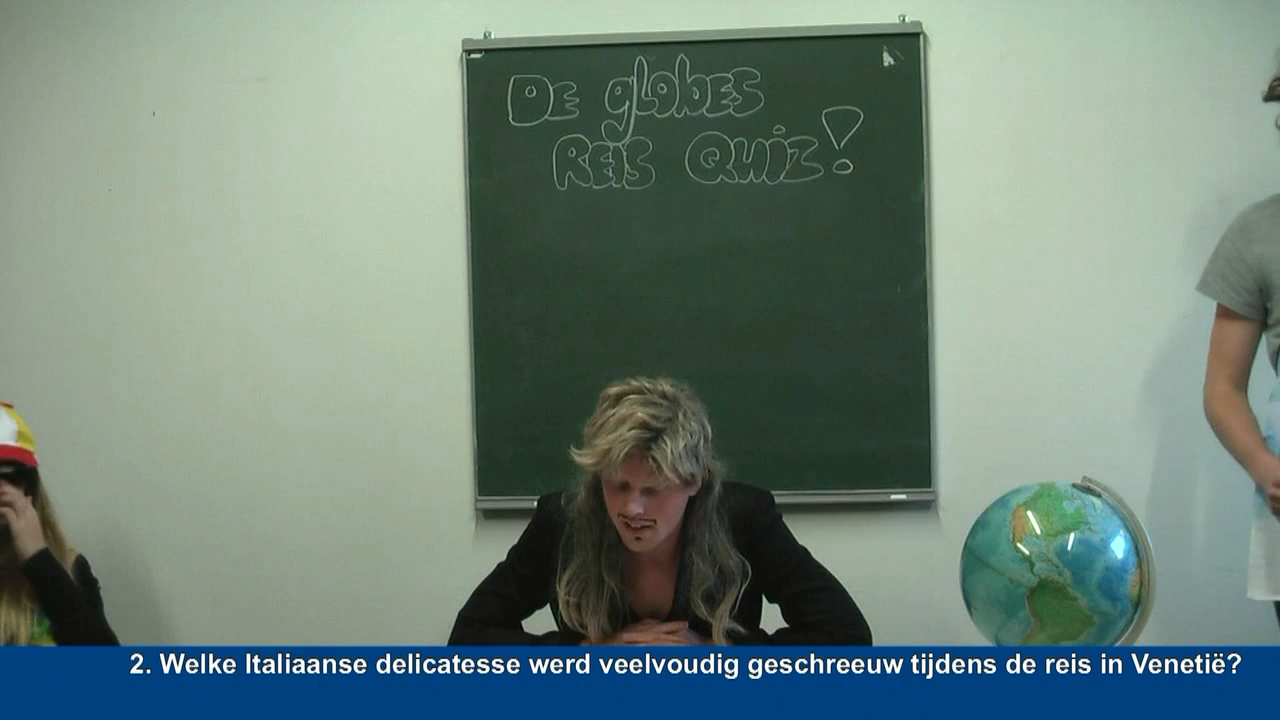 De globes
Reis Quiz!
2. Welke Italiaanse delicatesse werd veelvoudig geschreeuw tijdens de reis in Venetië?